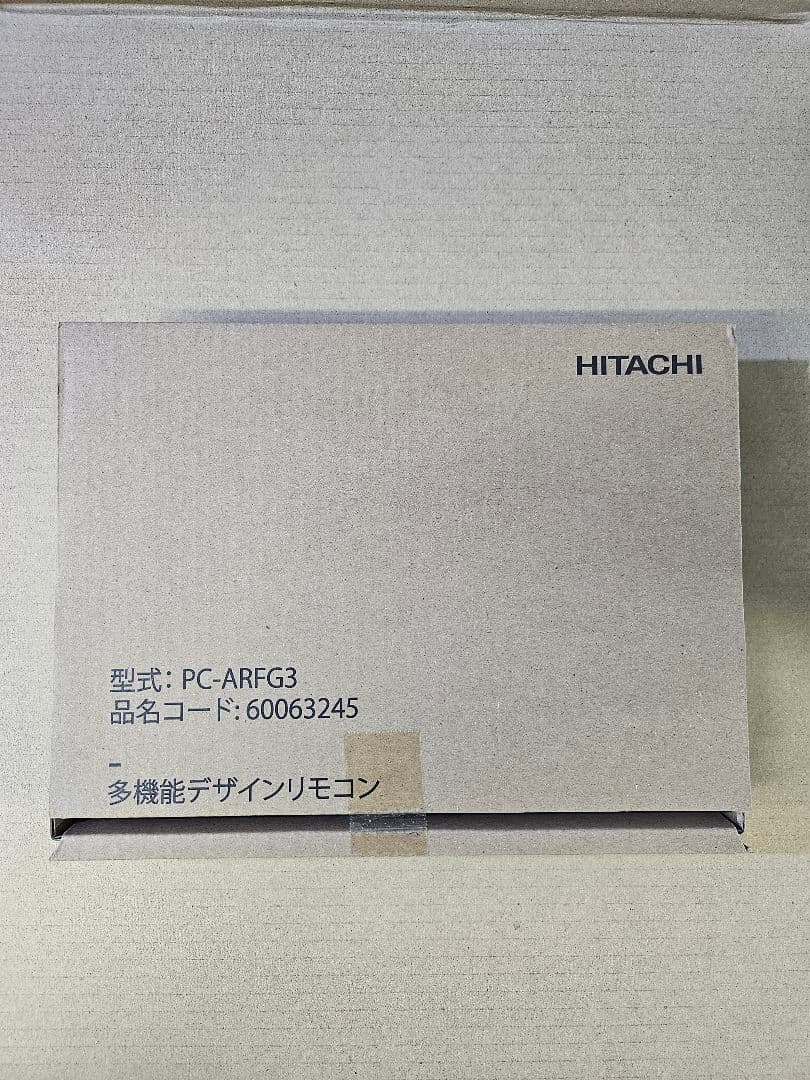 HITACHI
型式: PC-ARFG3
品名コード: 60063245
-
多機能デザインリモコン